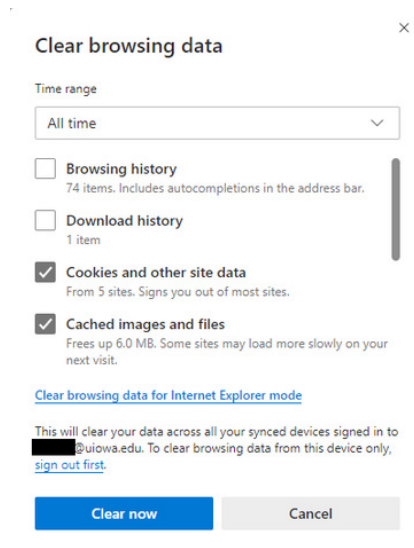 Clear browsing data
Time range
All time
Browsing history
74 items. Includes autocompletions in the address bar.
Download history
1 item
Cookies and other site data
From 5 sites. Signs you out of most sites.
Cached images and files
Frees up 6.0 MB. Some sites may load more slowly on your
next visit.
Clear browsing data for Internet Explorer mode
This will clear your data across all your synced devices signed in to
@uiowa.edu. To clear browsing data from this device only,
sign out first.
Clear now
Cancel